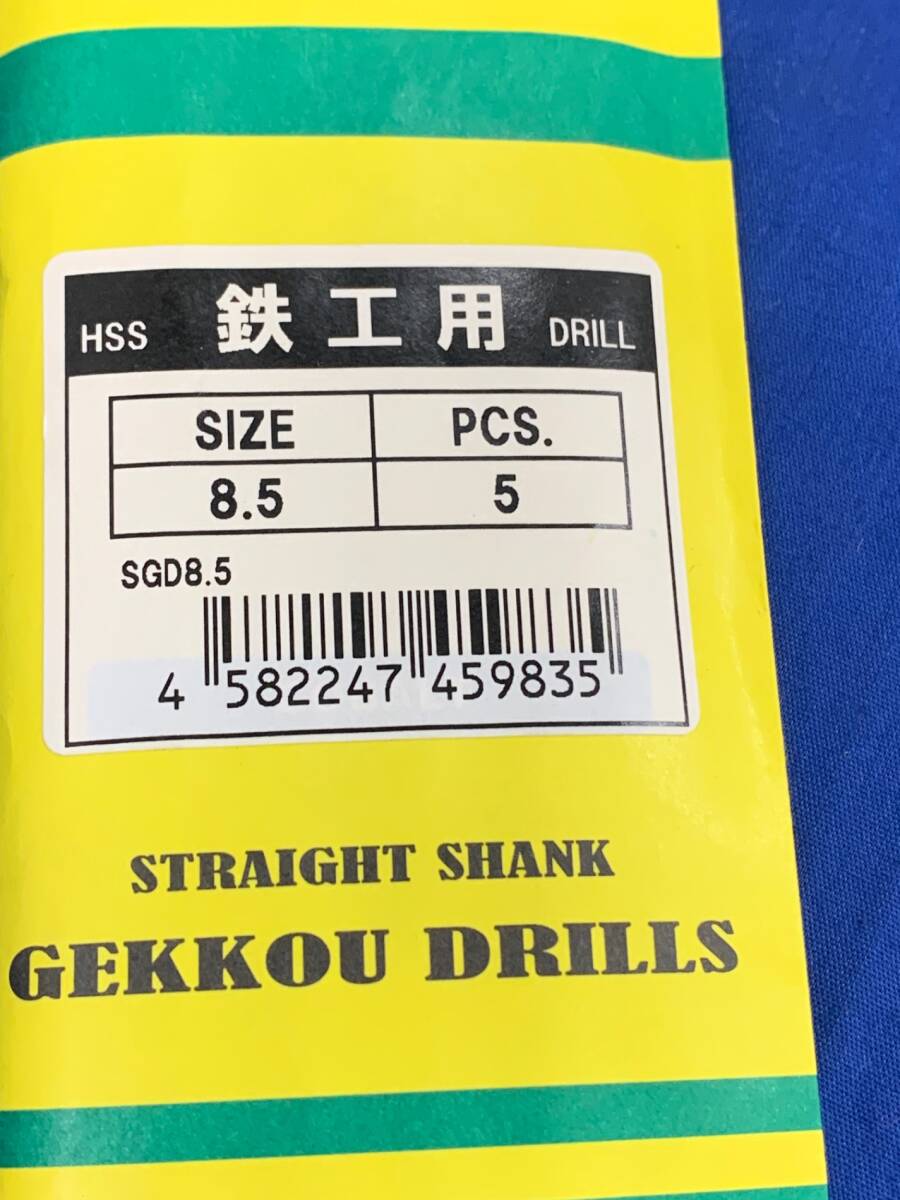 HSS 鉄工用 DRILL
SIZE PCS.
8.5 5
SGD8.5
4 582247 459835
STRAIGHT SHANK
GEKKOU DRILLS